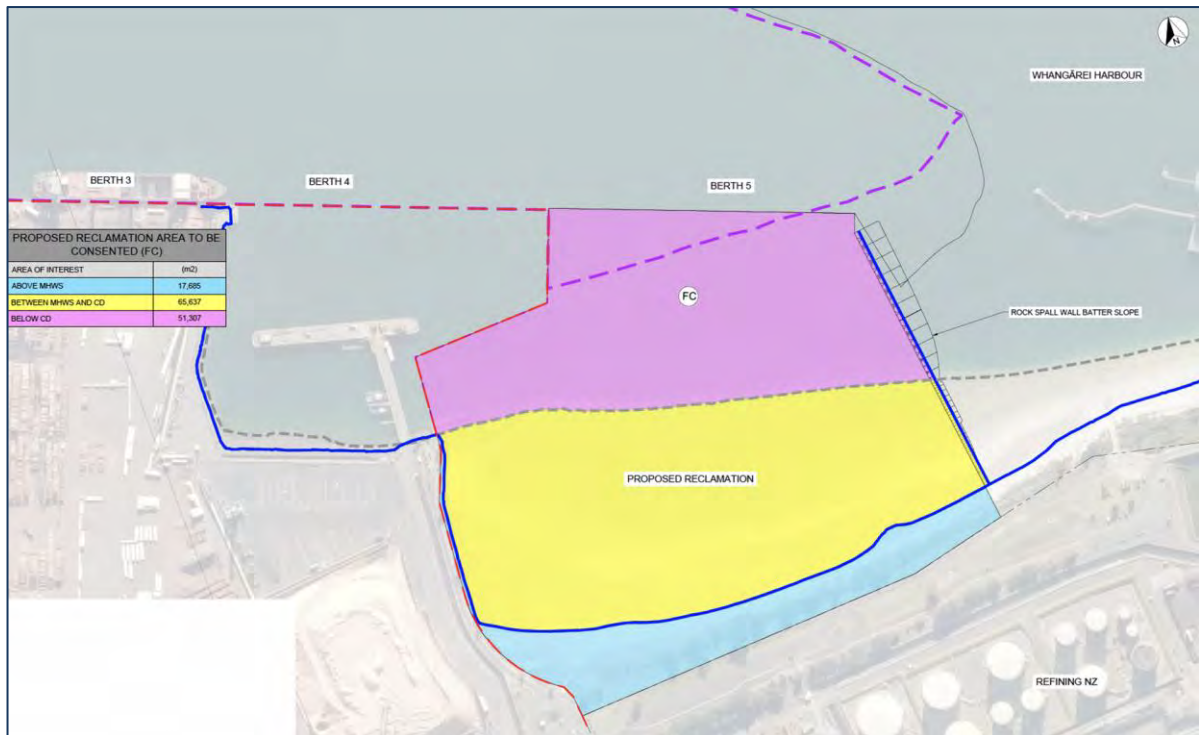 N
WHANGĀREI HARBOUR
BERTH 3
BERTH 4
BERTH 5
PROPOSED RECLAMATION AREA TO BE
CONSENTED (FC)
AREA OF INTEREST (m2)
ABOVE MHWS 17,685
BETWEEN MHWS AND CD 65,637
BELOW CD 51,307
FC
ROCK SPALL WALL BATTER SLOPE
PROPOSED RECLAMATION
REFINING NZ